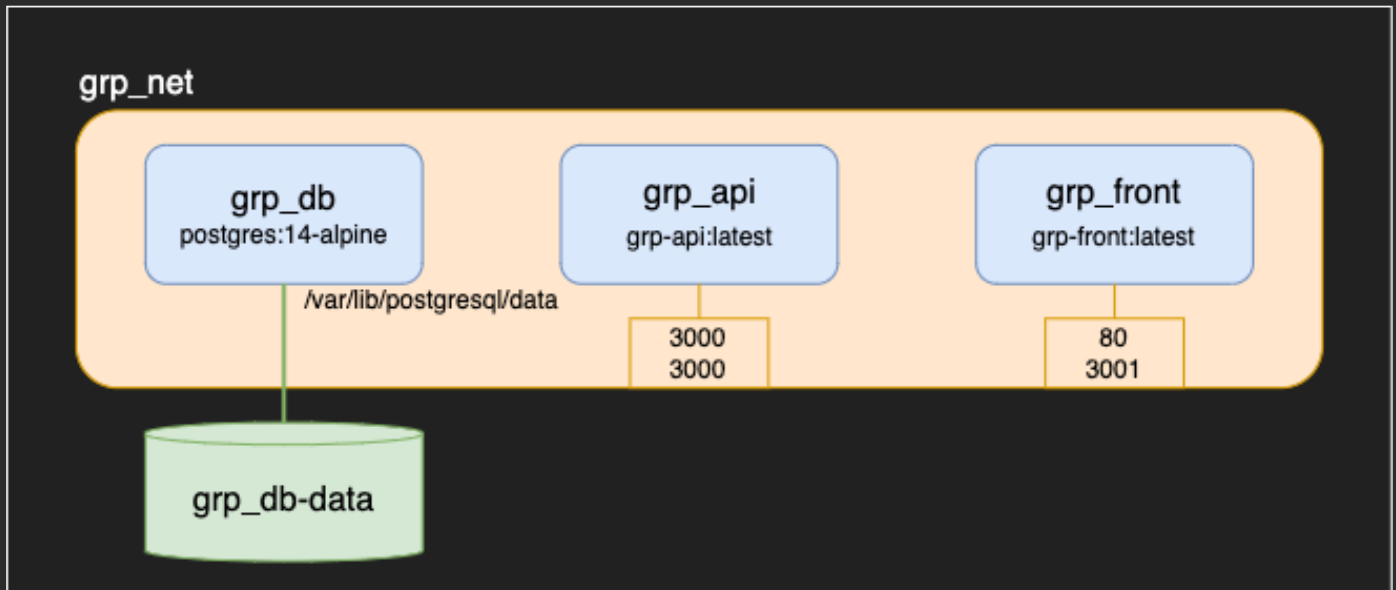 grp_net
grp_db
postgres:14-alpine
grp_api
grp-api:latest
grp_front
grp-front:latest
/var/lib/postgresql/data
3000
3000
80
3001
grp_db-data